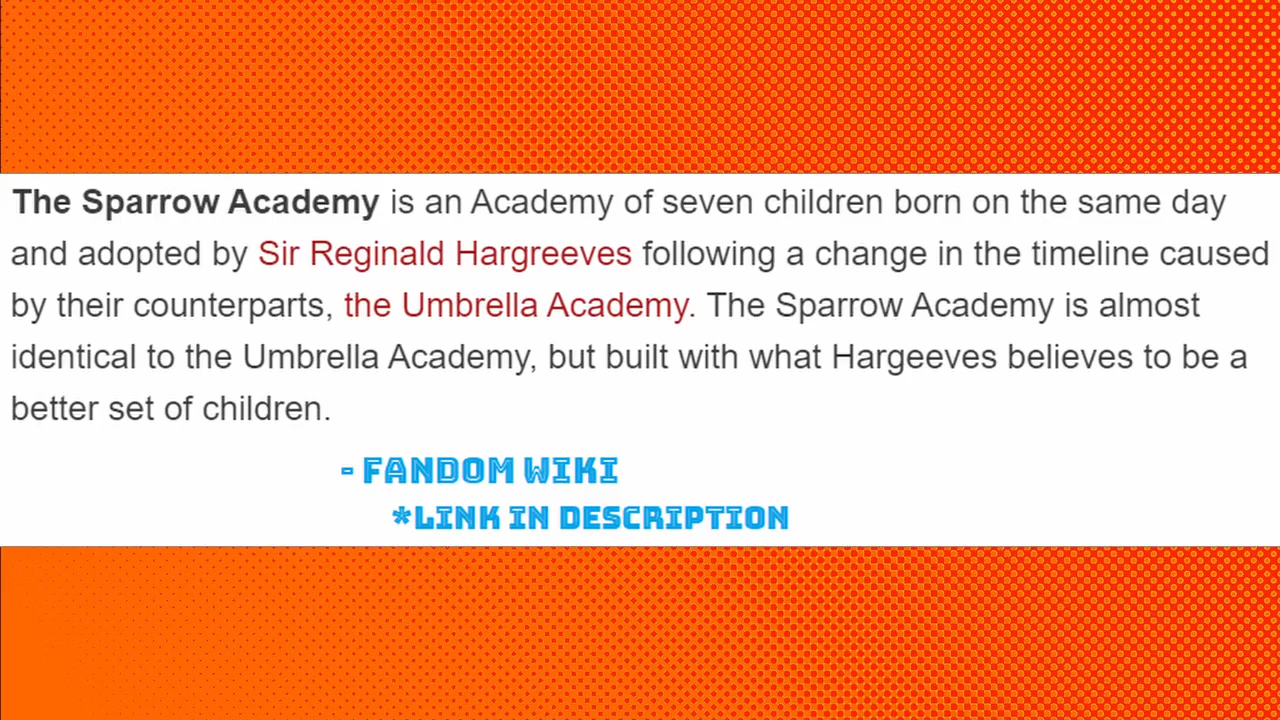 The Sparrow Academy is an Academy of seven children born on the same day
and adopted by Sir Reginald Hargreeves following a change in the timeline caused
by their counterparts, the Umbrella Academy. The Sparrow Academy is almost
identical to the Umbrella Academy, but built with what Hargeeves believes to be a
better set of children.
- FANDOM WIKI
*LINK IN DESCRIPTION